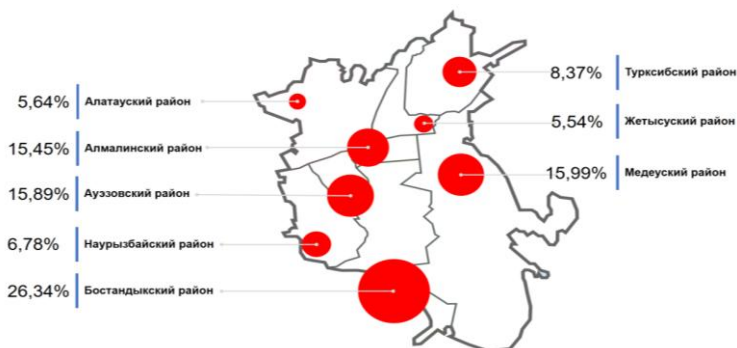 5,64% Алатауский район
15,45% Алмалинский район
15,89% Ауэзовский район
6,78% Наурызбайский район
26,34% Бостандыкский район
8,37% Турксибский район
5,54% Жетысуский район
15,99% Медеуский район